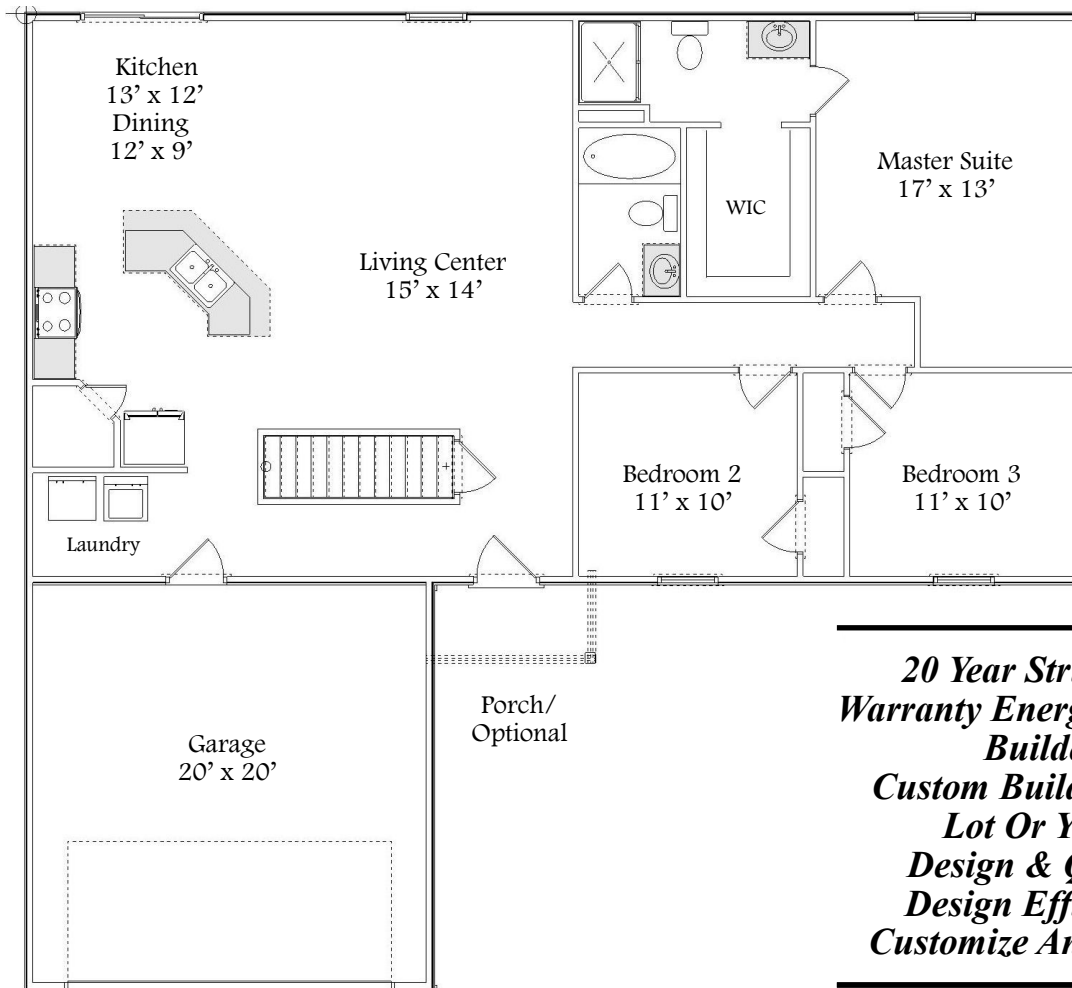 Kitchen
13’ x 12’
Dining
12’ x 9’
Living Center
15’ x 14’
WIC
Master Suite
17’ x 13’
Bedroom 2
11’ x 10’
Bedroom 3
11’ x 10’
Laundry
Garage
20’ x 20’
Porch/
Optional
20 Year
Warranty
Custom
Lot Or
Design &
Design
Customize